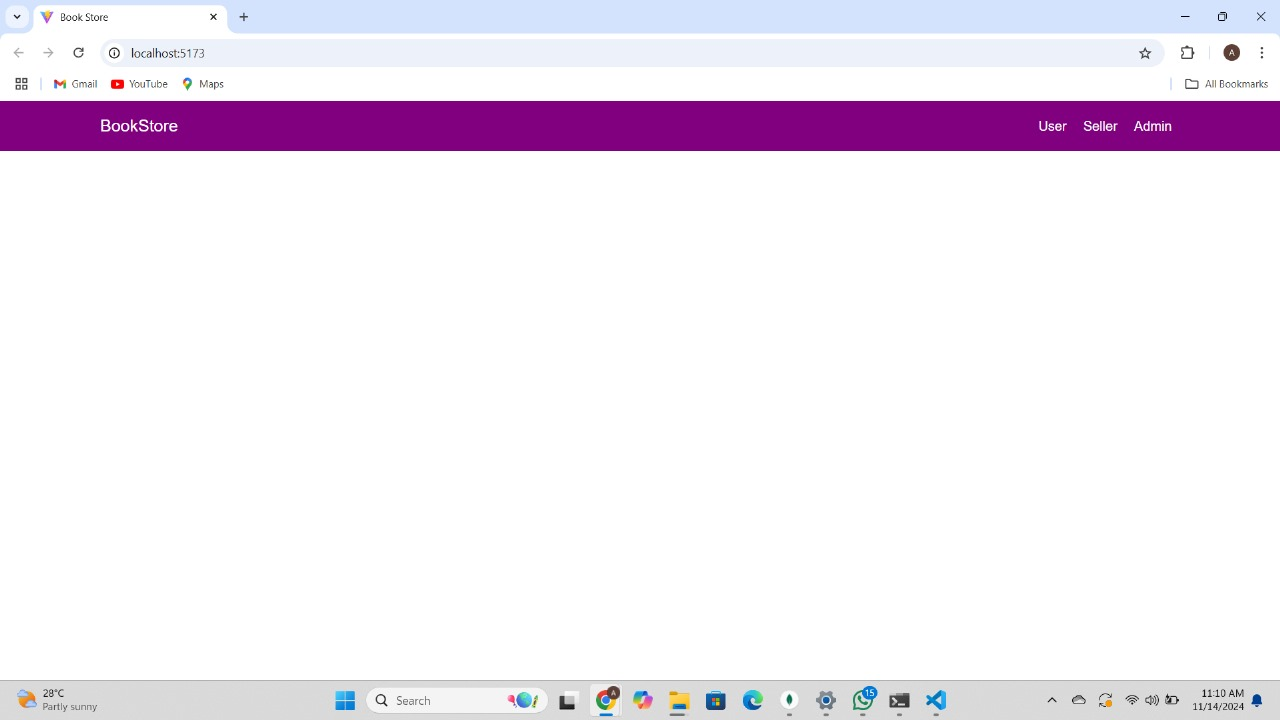 Book Store
localhost:5173
A
Gmail
YouTube
Maps
All Bookmarks
BookStore
User
Seller
Admin
28°C
Partly sunny
Search
A
15
11:10 AM
11/14/2024